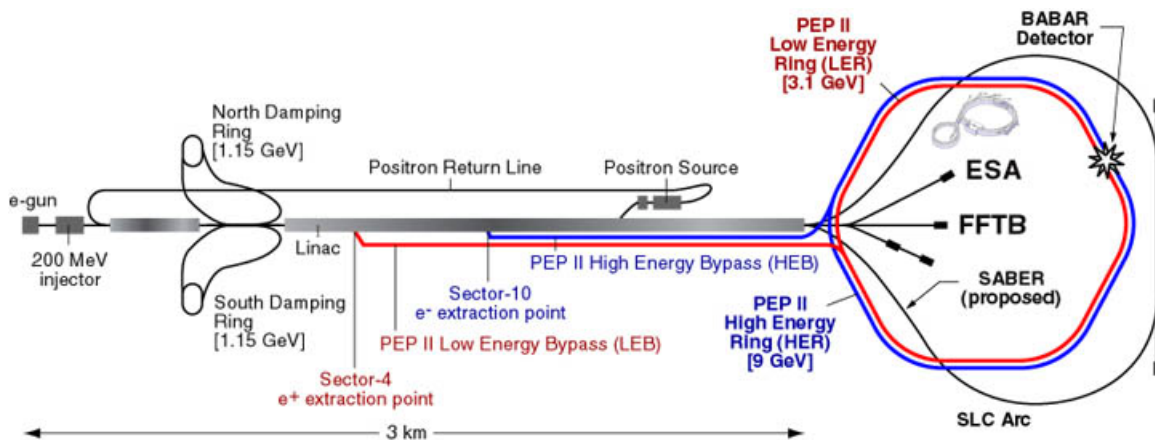 PEP II
Low Energy
Ring (LER)
[3.1 GeV]
BABAR
Detector
North Damping
Ring
[1.15 GeV]
Positron Return Line
Positron Source
e-gun
200 MeV
injector
Linac
ESA
FFTB
SABER
(proposed)
South Damping
Ring
[1.15 GeV]
PEP II High Energy Bypass (HEB)
Sector-10
e- extraction point
PEP II Low Energy Bypass (LEB)
Sector-4
e+ extraction point
PEP II
High Energy
Ring (HER)
[9 GeV]
SLC Arc
3 km